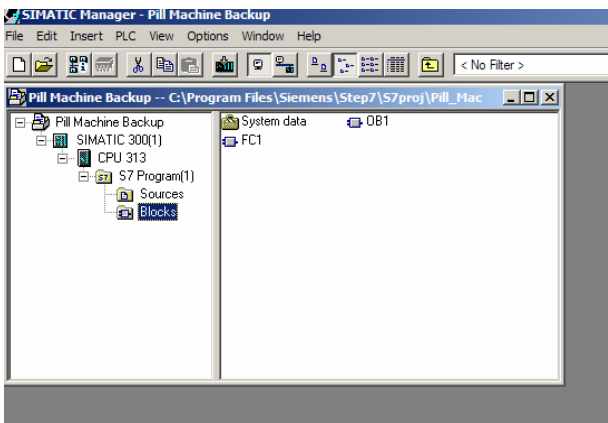 SIMATIC Manager - Pill Machine Backup
File Edit Insert PLC View Options Window Help
< No Filter >
Pill Machine Backup -- C:\Program Files\Siemens\Step7\S7proj\Pill_Mac
Pill Machine Backup
SIMATIC 300(1)
CPU 313
S7 Program(1)
Sources
Blocks
System data OB1
FC1